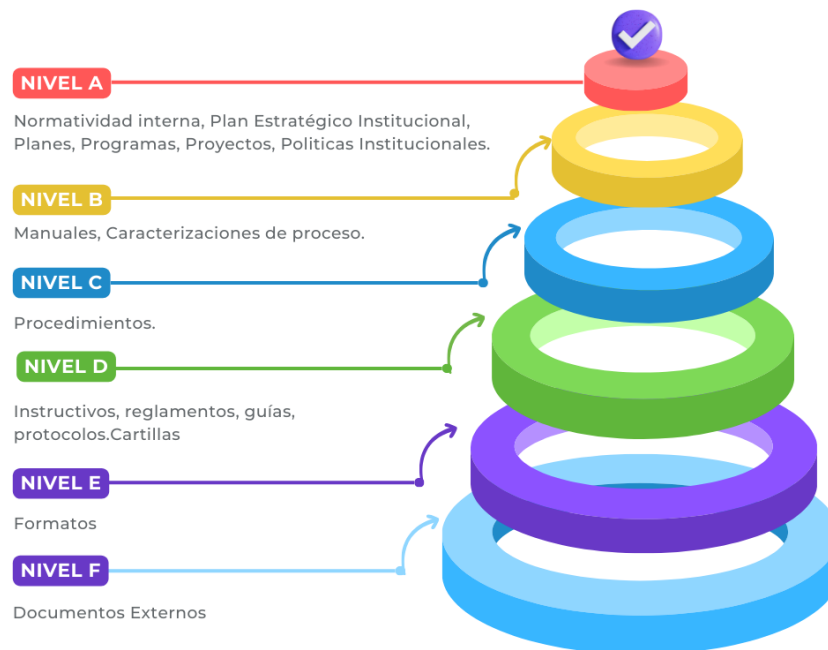 NIVEL A
Normatividad interna, Plan Estratégico Institucional,
Planes, Programas, Proyectos, Politicas Institucionales.
NIVEL B
Manuales, Caracterizaciones de proceso.
NIVEL C
Procedimientos.
NIVEL D
Instructivos, reglamentos, guías,
protocolos.Cartillas
NIVEL E
Formatos
NIVEL F
Documentos Externos